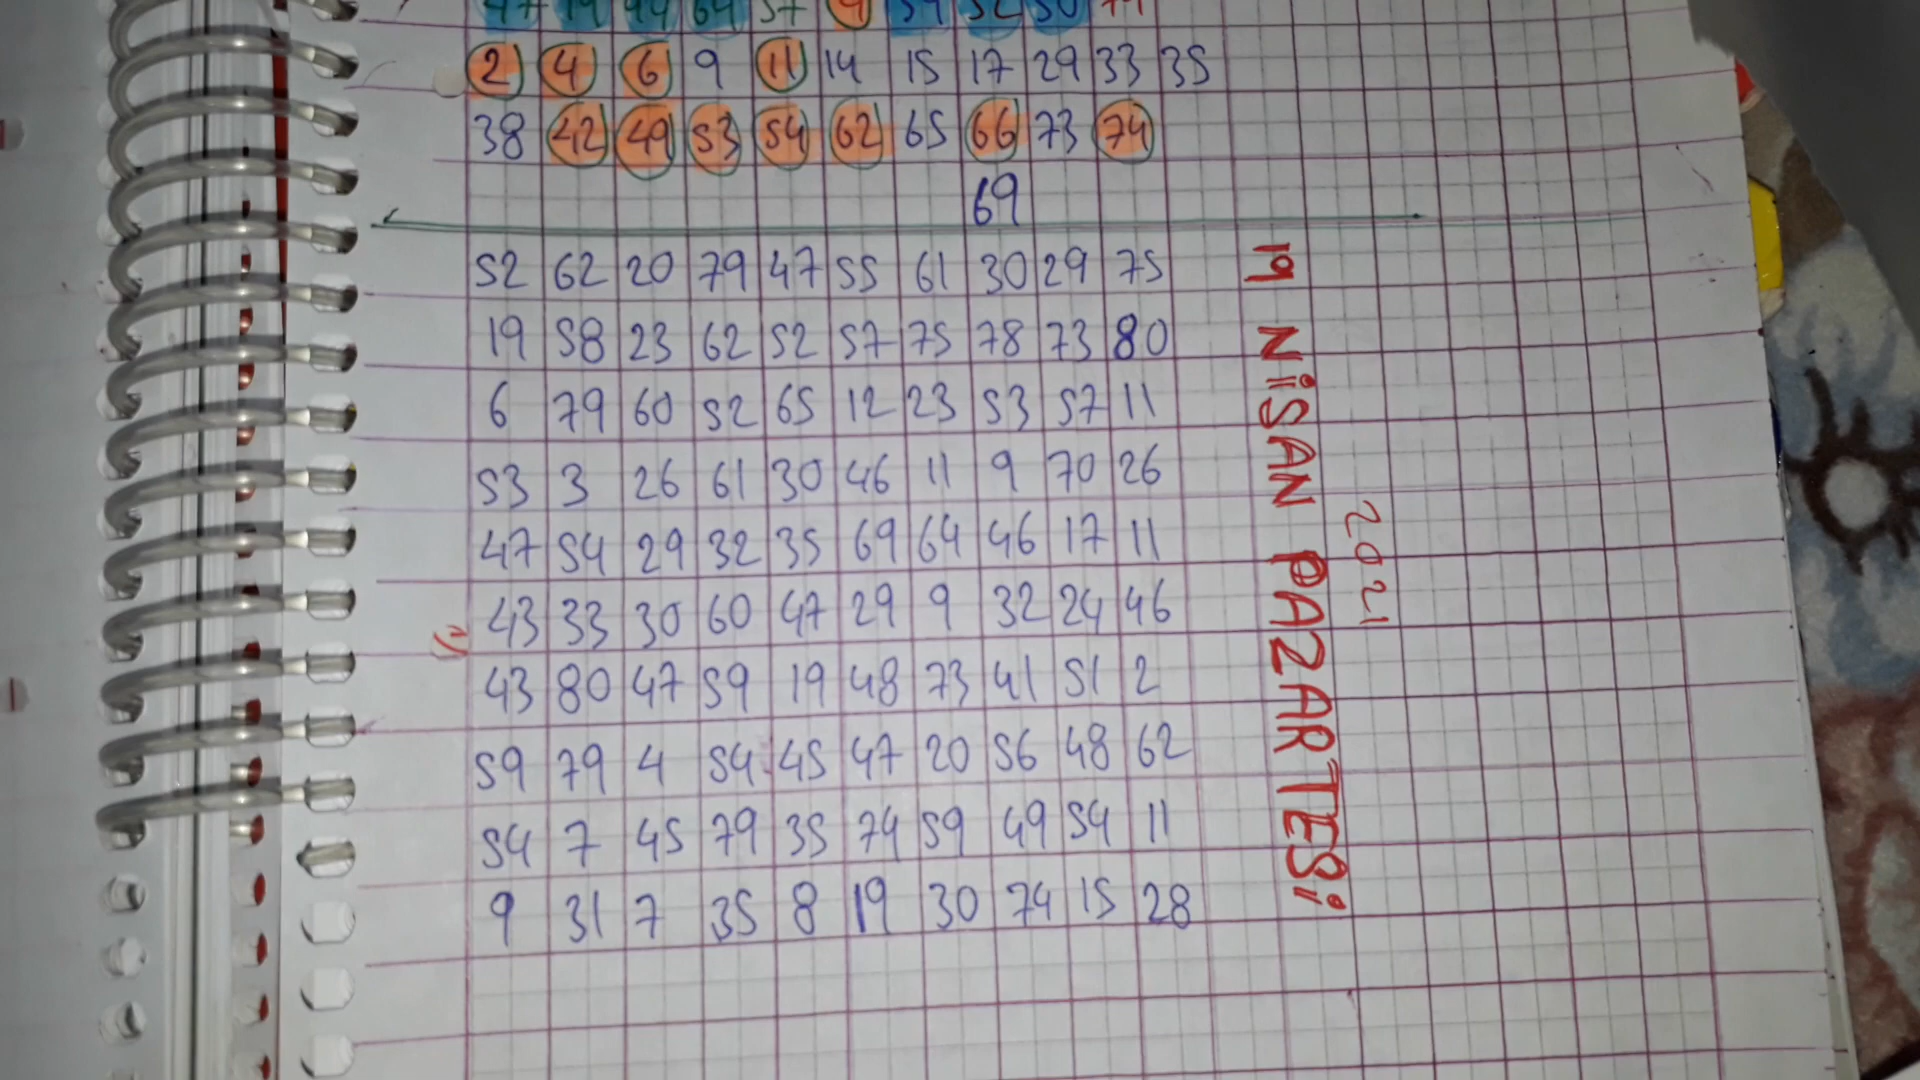 2 4 6 9 11 14 15 17 29 33 35
38 42 49 53 54 62 65 66 73 74
69
52 62 20 79 47 55 61 30 29 75
19 58 23 62 52 57 75 78 73 80
6 79 60 52 65 12 23 53 57 11
53 3 26 61 30 46 11 9 70 26
47 54 29 32 35 69 64 46 17 11
43 33 30 60 47 29 9 32 24 46
43 80 47 59 19 48 73 41 51 2
59 79 4 54 45 47 20 56 48 62
54 7 45 79 35 74 59 49 54 11
9 31 7 35 8 19 30 74 15 28
19 NiSAN PAZARTESi
2021